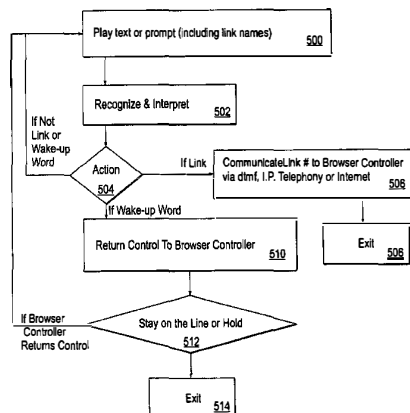 Play text or prompt (including link names)
500
Recognize & Interpret
502
If Not
Link or
Wake-up
Word
Action
504
If Link
CommunicateLink # to Browser Controller
via dtmf, I.P. Telephony or Internet
506
If Wake-up Word
Return Control To Browser Controller
510
Exit
506
If Browser
Controller
Returns Control
Stay on the Line or Hold
512
Exit
514